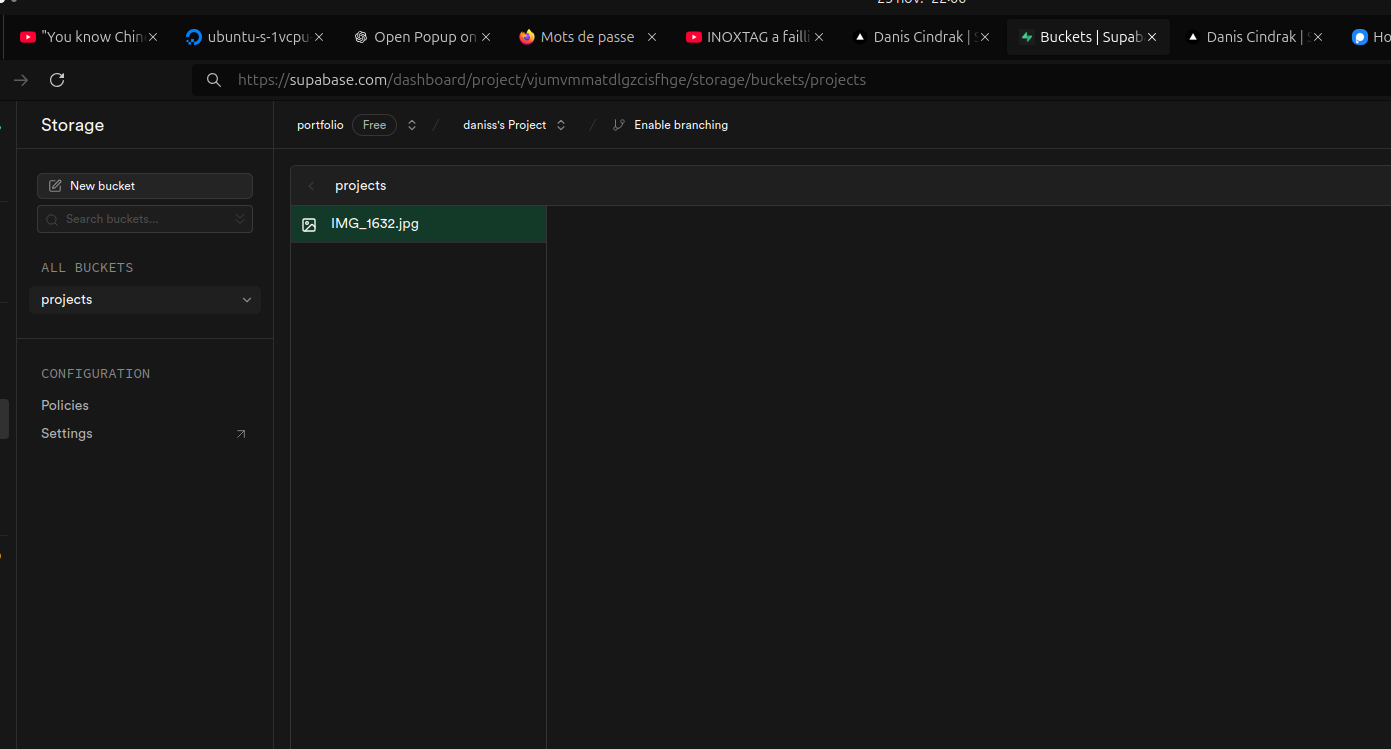 "You know Chin
ubuntu-s-1vcpu-
Open Popup on
Mots de passe
INOXTAG a failli
Danis Cindrak |
Buckets | Supab
Danis Cindrak |
Ho
https://supabase.com/dashboard/project/vjumvmmatdlgzcisfhge/storage/buckets/projects
Storage
portfolio Free / daniss's Project / Enable branching
New bucket
Search buckets...
ALL BUCKETS
projects
CONFIGURATION
Policies
Settings
projects
IMG_1632.jpg